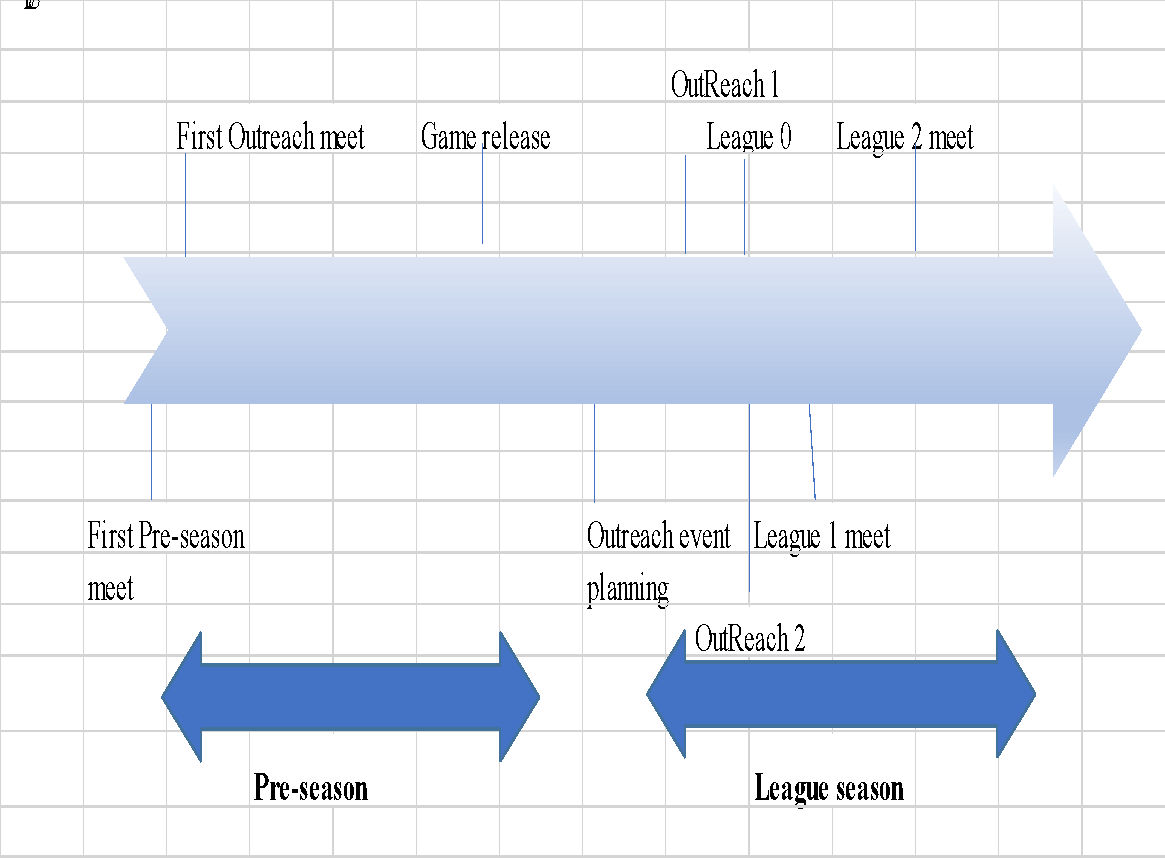 OutReach 1
First Outreach meet
Game release
League 0
League 2 meet
First Pre-season
meet
Outreach event
planning
League 1 meet
OutReach 2
Pre-season
League season